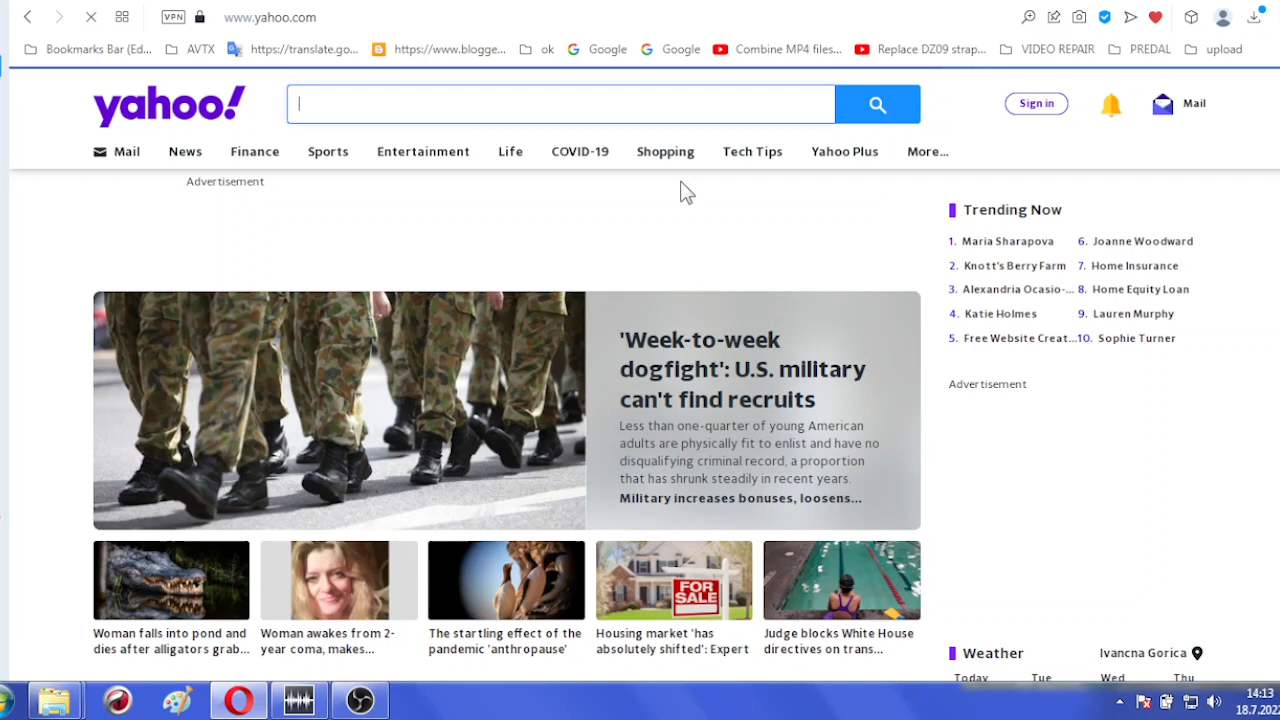 VPN www.yahoo.com
Bookmarks Bar (Ed... AVTX https://translate.go... https://www.blogge... ok Google Google Combine MP4 files... Replace DZ09 strap... VIDEO REPAIR PREDAL upload
yahoo! Sign in Mail
Mail News Finance Sports Entertainment Life COVID-19 Shopping Tech Tips Yahoo Plus More...
Advertisement
Trending Now
1. Maria Sharapova 6. Joanne Woodward
2. Knott's Berry Farm 7. Home Insurance
3. Alexandria Ocasio-... 8. Home Equity Loan
4. Katie Holmes 9. Lauren Murphy
5. Free Website Creat... 10. Sophie Turner
Advertisement
'Week-to-week
dogfight': U.S. military
can't find recruits
Less than one-quarter of young American
adults are physically fit to enlist and have no
disqualifying criminal record, a proportion
that has shrunk steadily in recent years.
Military increases bonuses, loosens...
FOR
SALE
Woman falls into pond and
dies after alligators grab...
Woman awakes from 2-
year coma, makes...
The startling effect of the
pandemic 'anthropause'
Housing market 'has
absolutely shifted': Expert
Judge blocks White House
directives on trans...
Weather Ivancna Gorica
Today Tue Wed Thu
14:13
18.7.2022